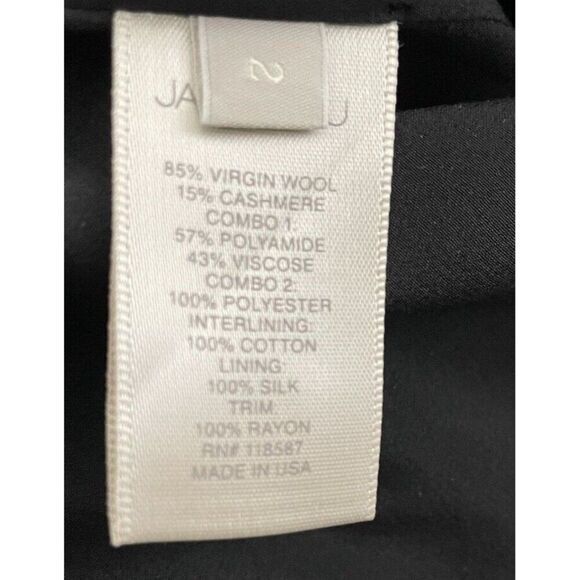 2
JA U
85% VIRGIN WOOL
15% CASHMERE
COMBO 1:
57% POLYAMIDE
43% VISCOSE
COMBO 2:
100% POLYESTER
INTERLINING:
100% COTTON
LINING:
100% SILK
TRIM:
100% RAYON
RN# 118587
MADE IN USA